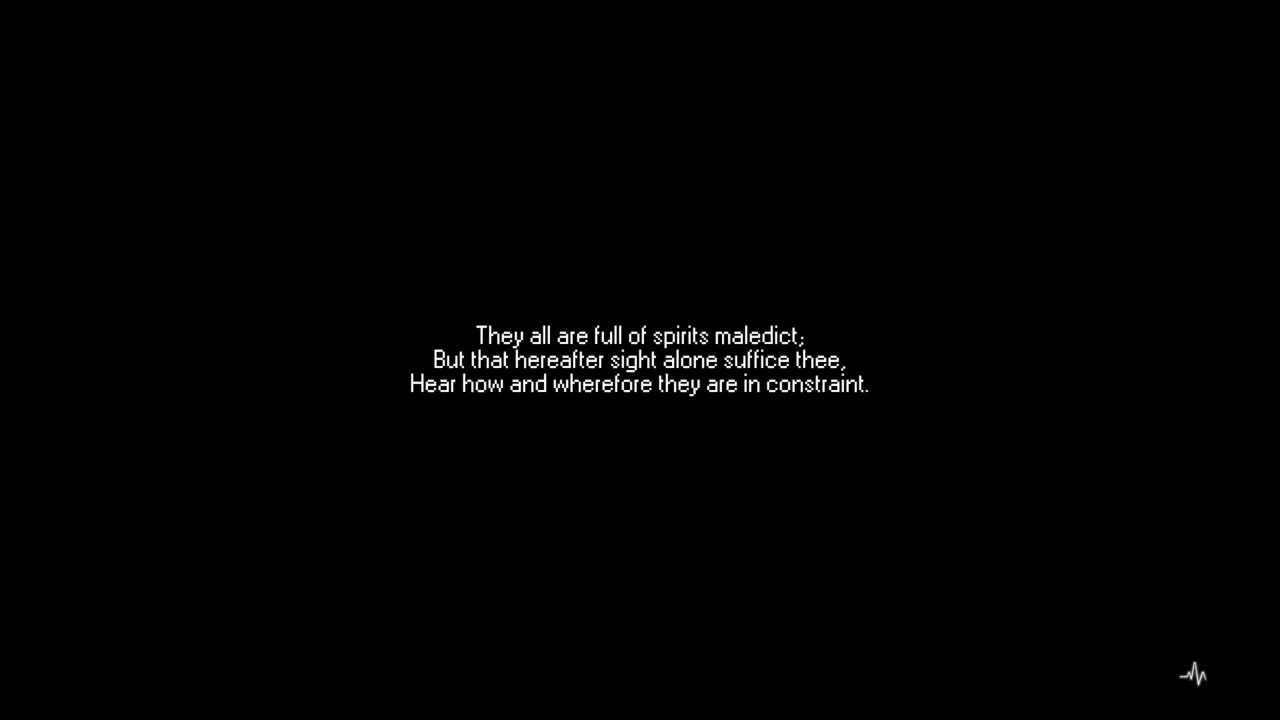 They all are full of spirits maledict;
But that hereafter sight alone suffice thee,
Hear how and wherefore they are in constraint.